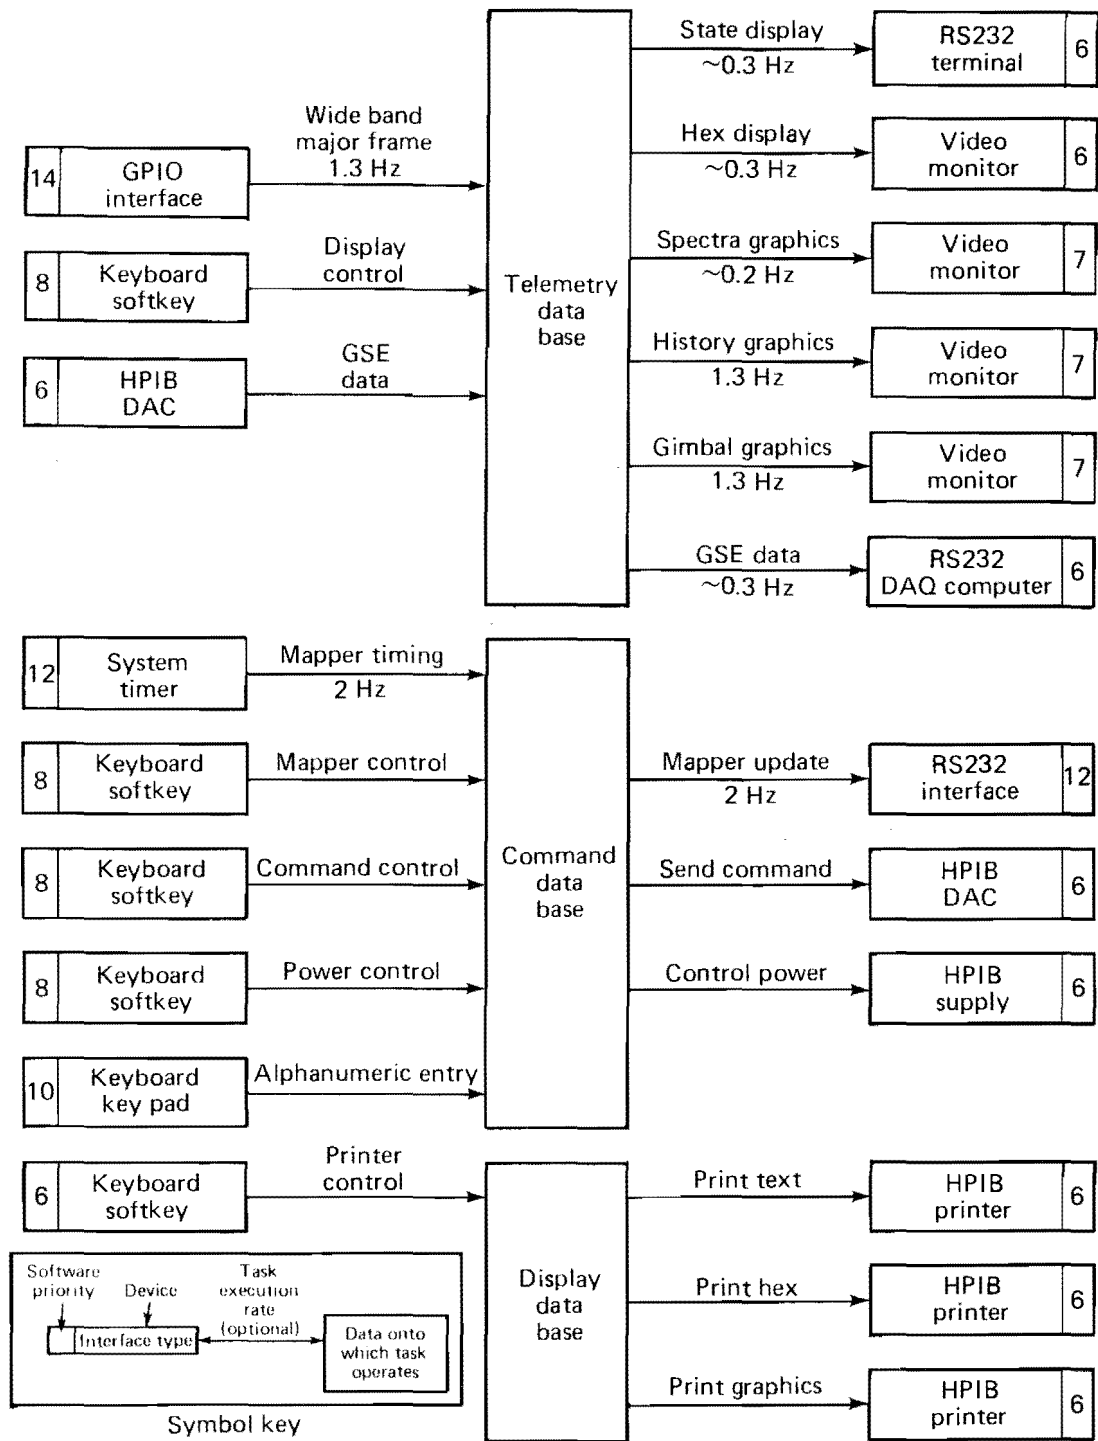 State display
~0.3 Hz
RS232
terminal
6
Wide band
major frame
1.3 Hz
14
GPIO
interface
Hex display
~0.3 Hz
Video
monitor
6
Display
control
8
Keyboard
softkey
Telemetry
data
base
Spectra graphics
~0.2 Hz
Video
monitor
7
GSE
data
6
HPIB
DAC
History graphics
1.3 Hz
Video
monitor
7
Gimbal graphics
1.3 Hz
Video
monitor
7
GSE data
~0.3 Hz
RS232
DAQ computer
6
12
System
timer
Mapper timing
2 Hz
8
Keyboard
softkey
Mapper control
Mapper update
2 Hz
RS232
interface
12
8
Keyboard
softkey
Command control
Command
data
base
Send command
HPIB
DAC
6
8
Keyboard
softkey
Power control
Control power
HPIB
supply
6
10
Keyboard
key pad
Alphanumeric entry
6
Keyboard
softkey
Printer
control
Print text
HPIB
printer
6
Display
data
base
Print hex
HPIB
printer
6
Print graphics
HPIB
printer
6
Software
priority
Device
Interface type
Task
execution
rate
(optional)
Data onto
which task
operates
Symbol key